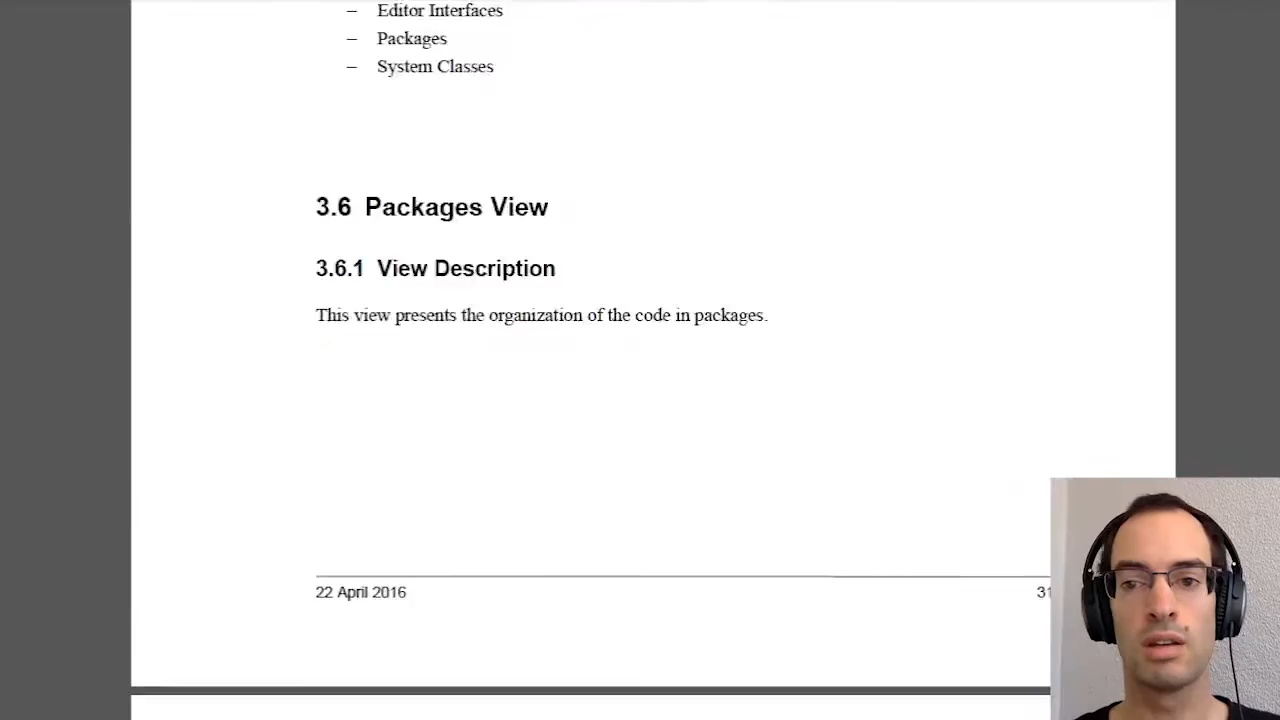 – Editor Interfaces
– Packages
– System Classes
3.6 Packages View
3.6.1 View Description
This view presents the organization of the code in packages.
22 April 2016
31